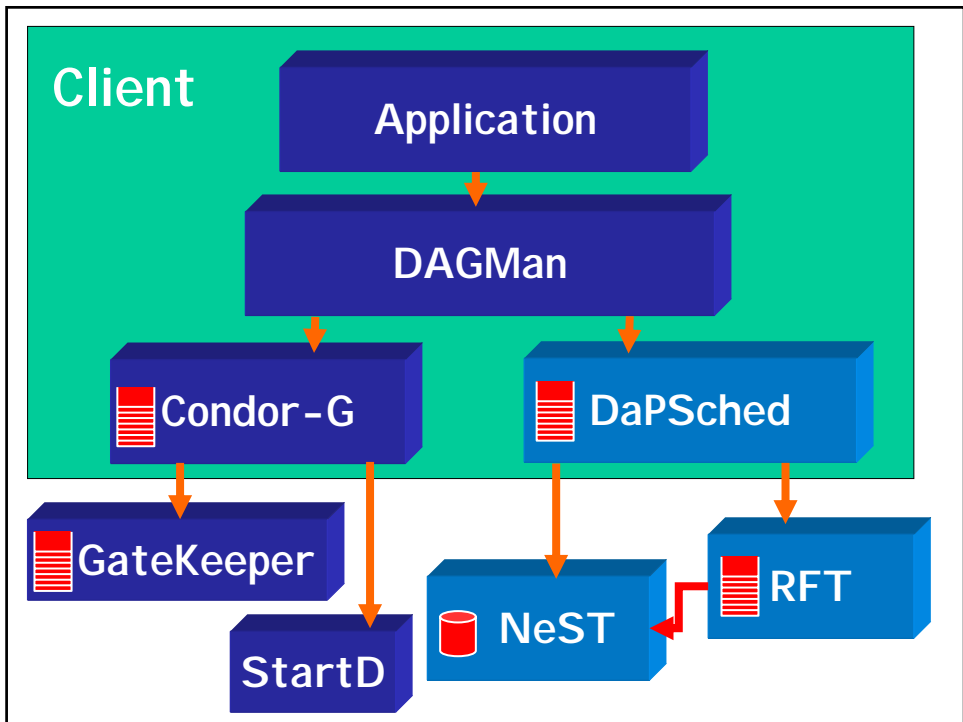 Client
Application
DAGMan
Condor-G
DaPSched
GateKeeper
RFT
NeST
StartD